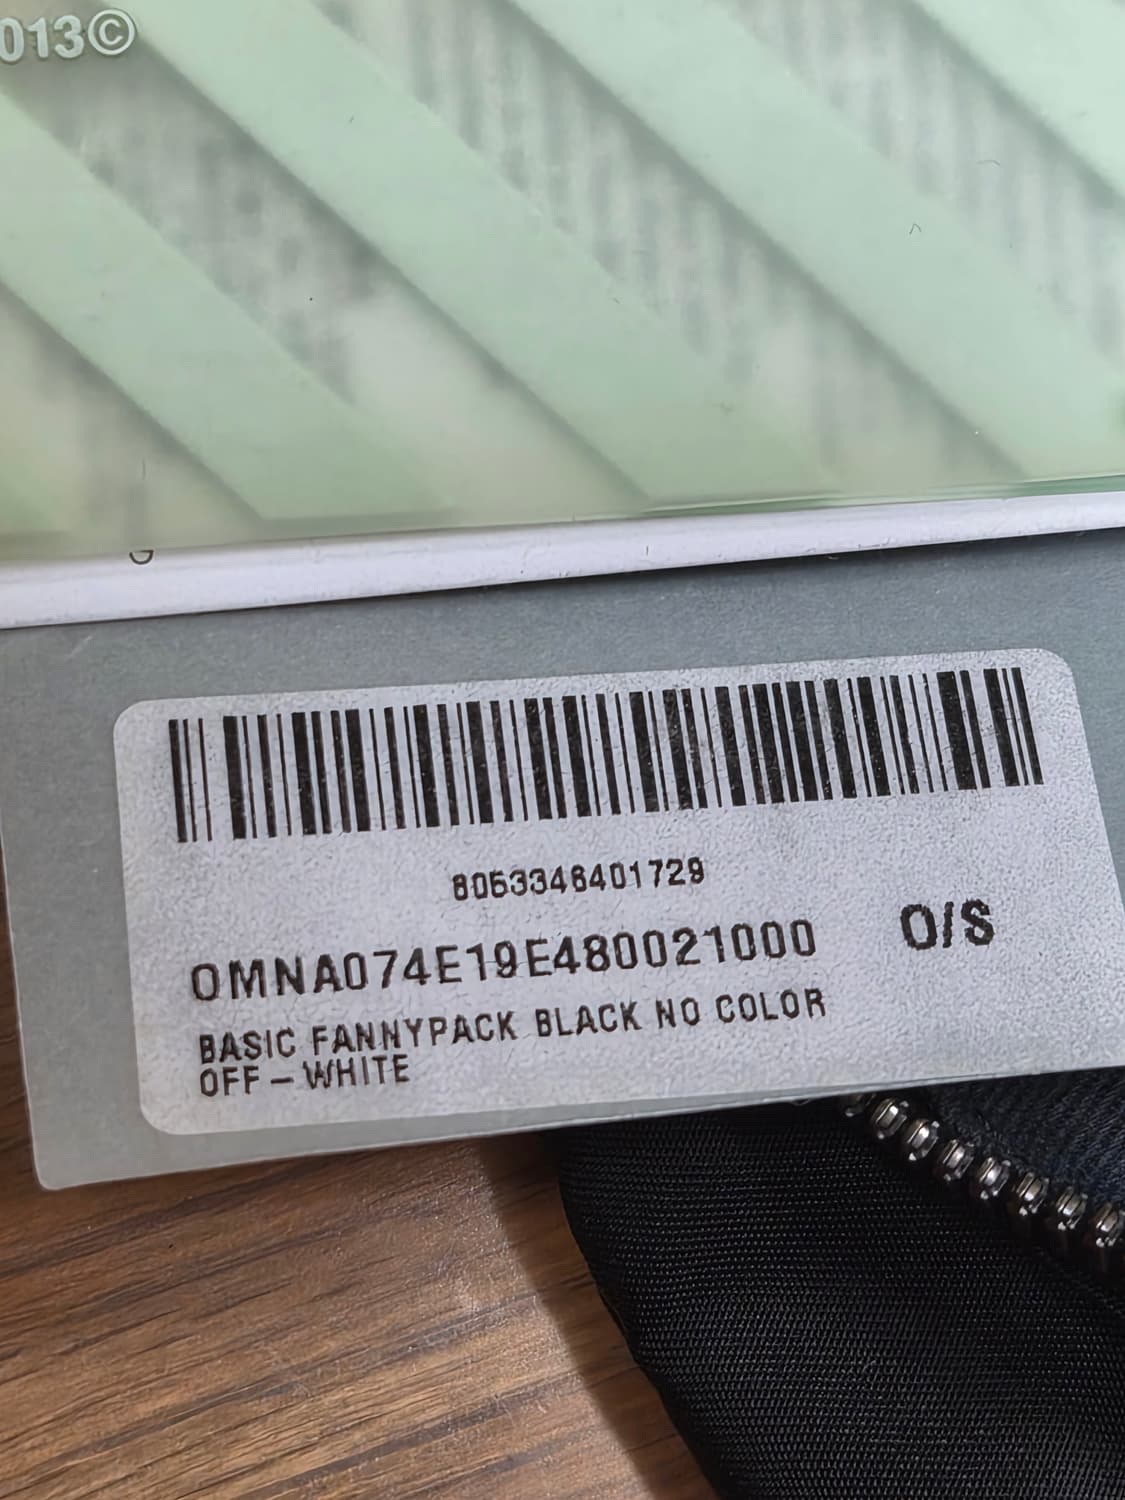 013©
G
8053346401729
OMNA074E19E480021000
O/S
BASIC FANNYPACK BLACK NO COLOR
OFF – WHITE